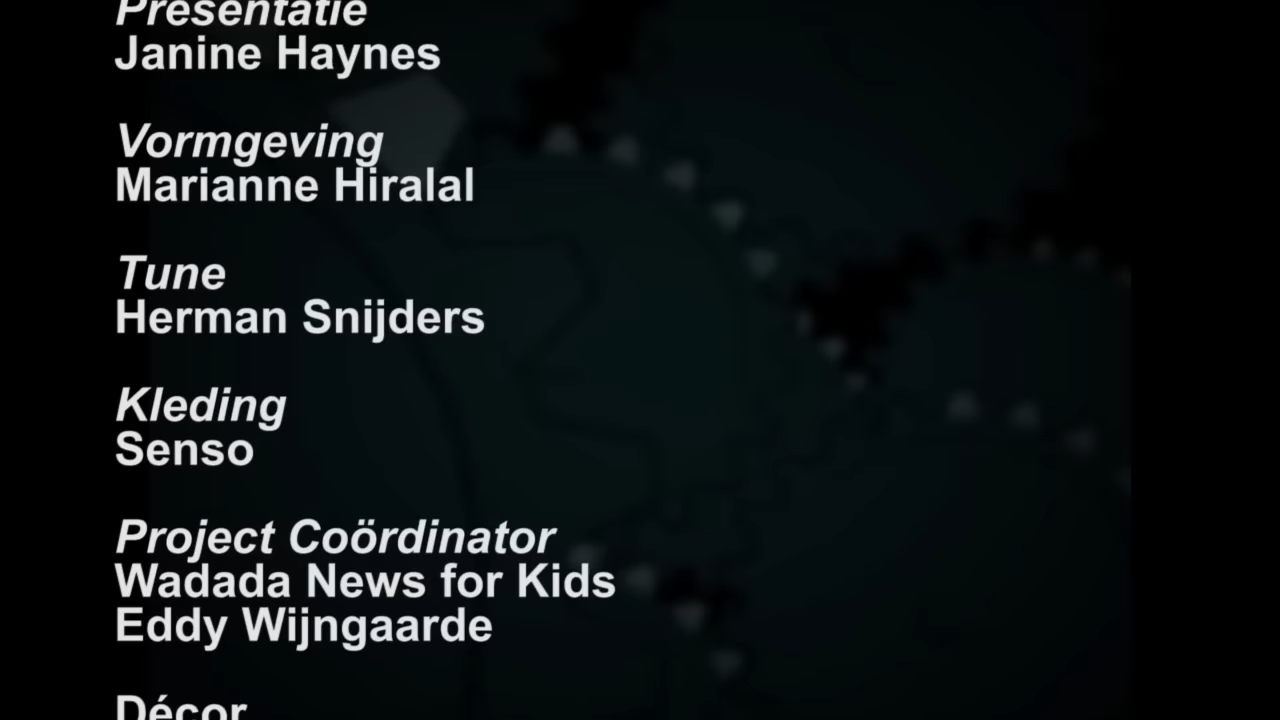 Presentatie
Janine Haynes
Vormgeving
Marianne Hiralal
Tune
Herman Snijders
Kleding
Senso
Project Coördinator
Wadada News for Kids
Eddy Wijngaarde
Décor